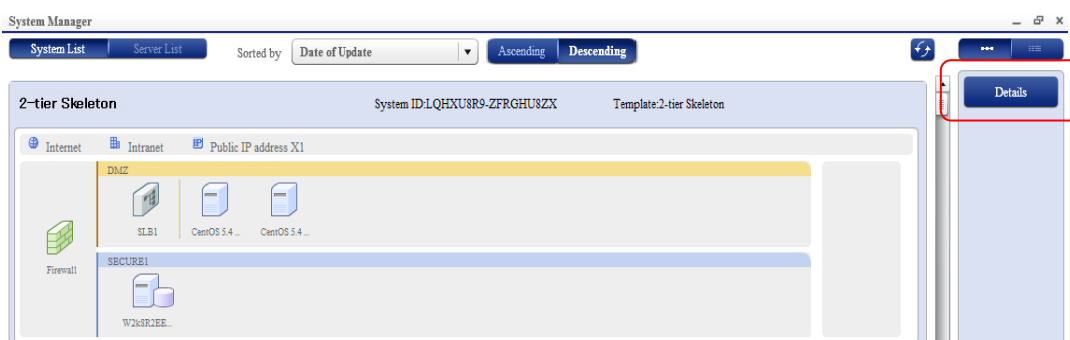 System Manager
System List Server List Sorted by Date of Update Ascending Descending
Details
2-tier Skeleton System ID:LQHXU8R9-ZFRGHU8ZX Template:2-tier Skeleton
Internet Intranet IP Public IP address X1
DMZ
SLB1 CentOS 5.4 ... CentOS 5.4 ...
Firewall
SECURE1
W2k8R2EE...